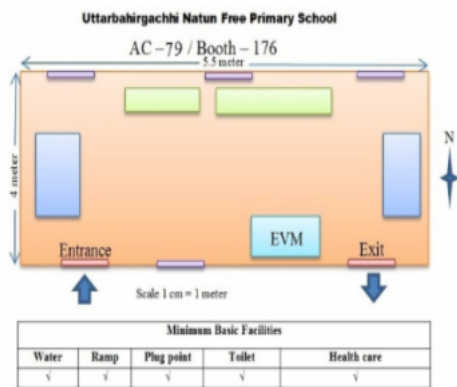 Uttarbahirgachhi Natun Free Primary School
AC – 79 / Booth – 176
5.5 meter
4 meter
N
Entrance
EVM
Exit
Scale 1 cm = 1 meter
Minimum Basic Facilities
Water Ramp Plug point Toilet Health care
√ √ √ √ √